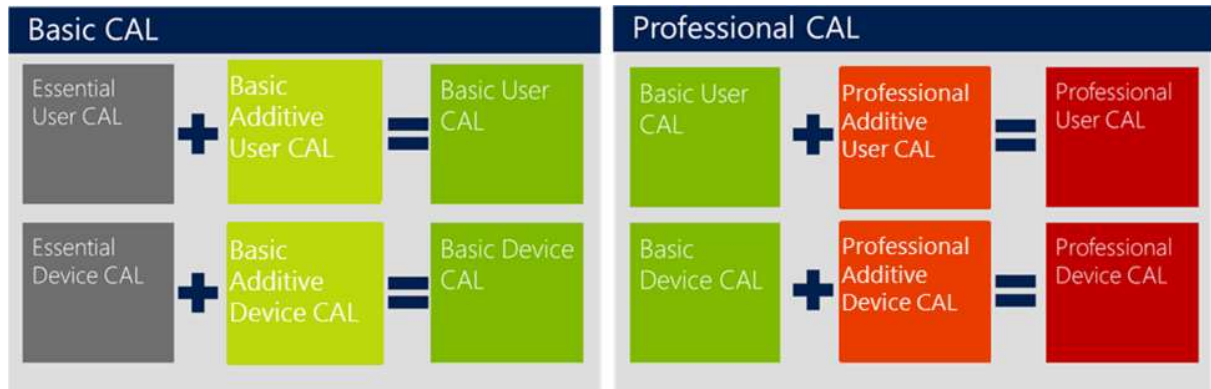 Basic CAL
Essential
User CAL
+
Basic
Additive
User CAL
=
Basic User
CAL
Essential
Device CAL
+
Basic
Additive
Device CAL
=
Basic Device
CAL
Professional CAL
Basic User
CAL
+
Professional
Additive
User CAL
=
Professional
User CAL
Basic
Device CAL
+
Professional
Additive
Device CAL
=
Professional
Device CAL